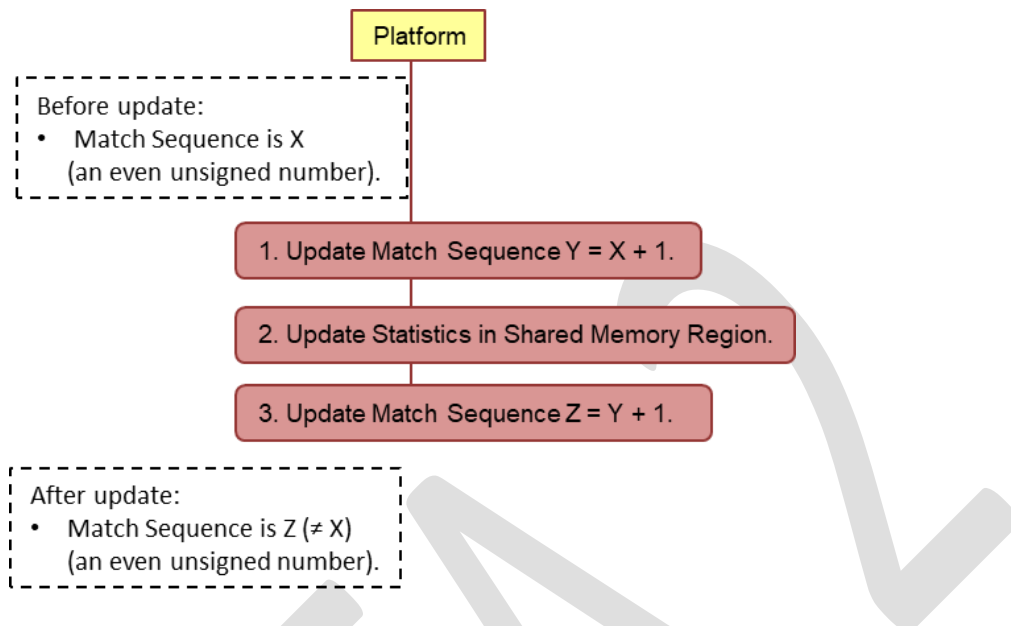 Platform
Before update:
• Match Sequence is X
(an even unsigned number).
1. Update Match Sequence Y = X + 1.
2. Update Statistics in Shared Memory Region.
3. Update Match Sequence Z = Y + 1.
After update:
• Match Sequence is Z (≠ X)
(an even unsigned number).